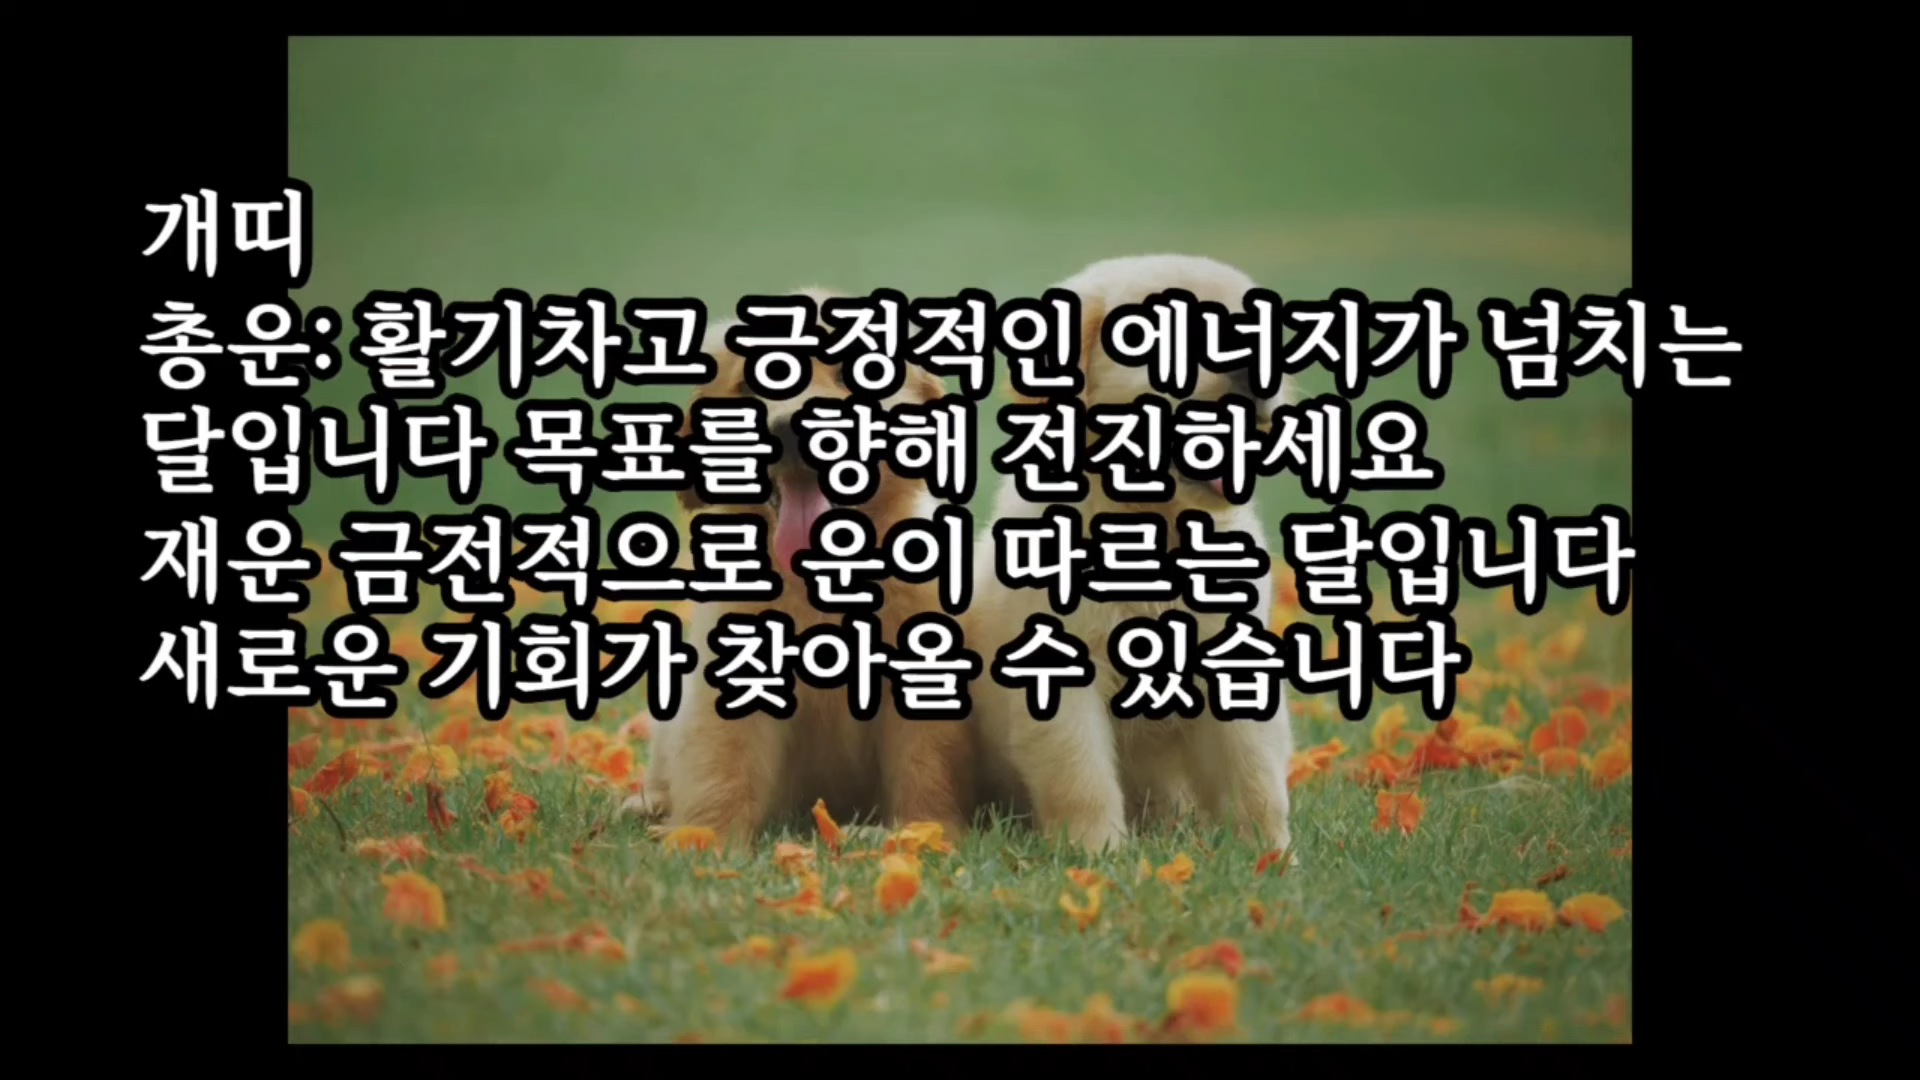 개띠
총운: 활기차고 긍정적인 에너지가 넘치는
달입니다 목표를 향해 전진하세요
재운 금전적으로 운이 따르는 달입니다
새로운 기회가 찾아올 수 있습니다